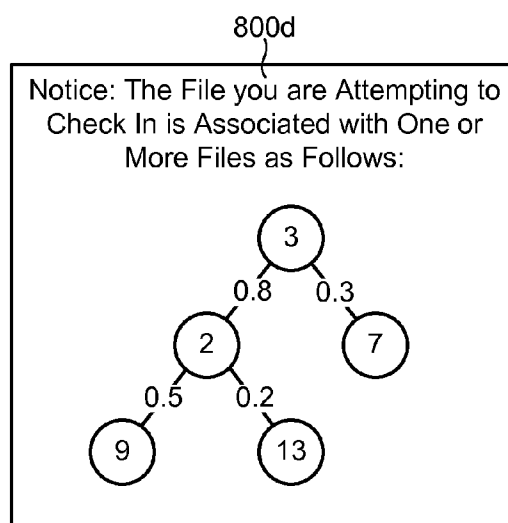 800d
Notice: The File you are Attempting to
Check In is Associated with One or
More Files as Follows:
3
0.8 0.3
2 7
0.5 0.2
9 13